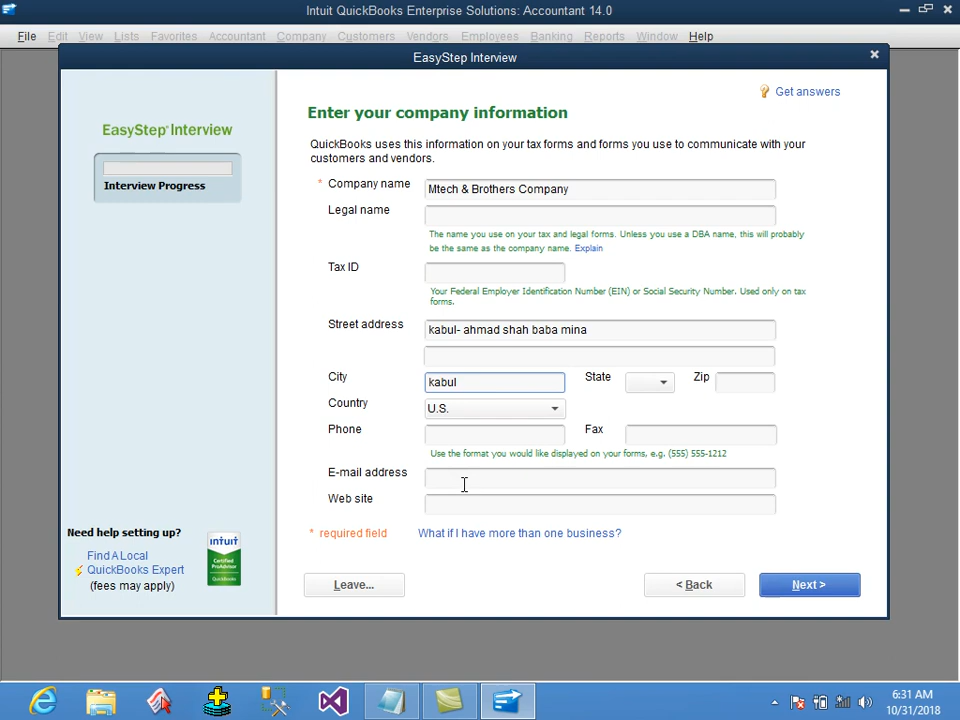 Intuit QuickBooks Enterprise Solutions: Accountant 14.0
File Edit View Lists Favorites Accountant Company Customers Vendors Employees Banking Reports Window Help
EasyStep Interview
Get answers
EasyStep Interview
Interview Progress
Enter your company information
QuickBooks uses this information on your tax forms and forms you use to communicate with your
customers and vendors.
* Company name Mtech & Brothers Company
Legal name
The name you use on your tax and legal forms. Unless you use a DBA name, this will probably
be the same as the company name. Explain
Tax ID
Your Federal Employer Identification Number (EIN) or Social Security Number. Used only on tax
forms.
Street address kabul- ahmad shah baba mina
City kabul State Zip
Country U.S.
Phone Fax
Use the format you would like displayed on your forms, e.g. (555) 555-1212
E-mail address
Web site
* required field What if I have more than one business?
Need help setting up?
Find A Local
QuickBooks Expert
(fees may apply)
intuit
Certified
ProAdvisor
QuickBooks
Leave... < Back Next >
6:31 AM
10/31/2018